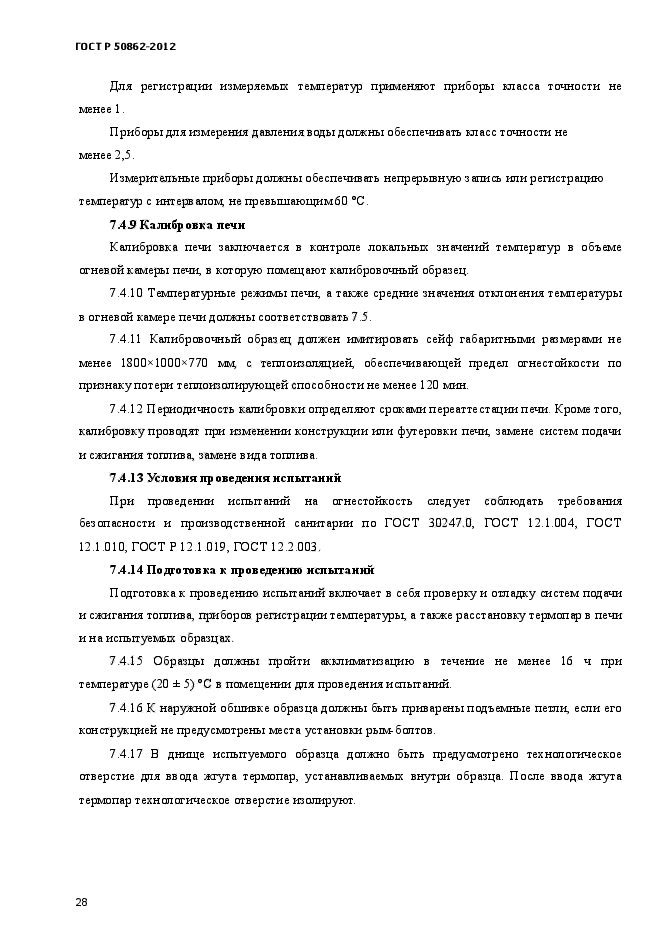 ГОСТ Р 50862-2012
Для регистрации измеряемых температур применяют приборы класса точности не
менее 1.
Приборы для измерения давления воды должны обеспечивать класс точности не
менее 2,5.
Измерительные приборы должны обеспечивать непрерывную запись или регистрацию
температур с интервалом, не превышающим 60 °С.
7.4.9 Калибровка печи
Калибровка печи заключается в контроле локальных значений температур в объеме
огневой камеры печи, в которую помещают калибровочный образец.
7.4.10 Температурные режимы печи, а также средние значения отклонения температуры
в огневой камере печи должны соответствовать 7.5.
7.4.11 Калибровочный образец должен имитировать сейф габаритными размерами не
менее 1800×1000×770 мм, с теплоизоляцией, обеспечивающей предел огнестойкости по
признаку потери теплоизолирующей способности не менее 120 мин.
7.4.12 Периодичность калибровки определяют сроками переаттестации печи. Кроме того,
калибровку проводят при изменении конструкции или футеровки печи, замене систем подачи
и сжигания топлива, замене вида топлива.
7.4.13 Условия проведения испытаний
При проведении испытаний на огнестойкость следует соблюдать требования
безопасности и производственной санитарии по ГОСТ 30247.0, ГОСТ 12.1.004, ГОСТ
12.1.010, ГОСТ Р 12.1.019, ГОСТ 12.2.003.
7.4.14 Подготовка к проведению испытаний
Подготовка к проведению испытаний включает в себя проверку и отладку систем подачи
и сжигания топлива, приборов регистрации температуры, а также расстановку термопар в печи
и на испытуемых образцах.
7.4.15 Образцы должны пройти акклиматизацию в течение не менее 16 ч при
температуре (20 ± 5) °С в помещении для проведения испытаний.
7.4.16 К наружной обшивке образца должны быть приварены подъемные петли, если его
конструкцией не предусмотрены места установки рым-болтов.
7.4.17 В днище испытуемого образца должно быть предусмотрено технологическое
отверстие для ввода жгута термопар, устанавливаемых внутри образца. После ввода жгута
термопар технологическое отверстие изолируют.
28